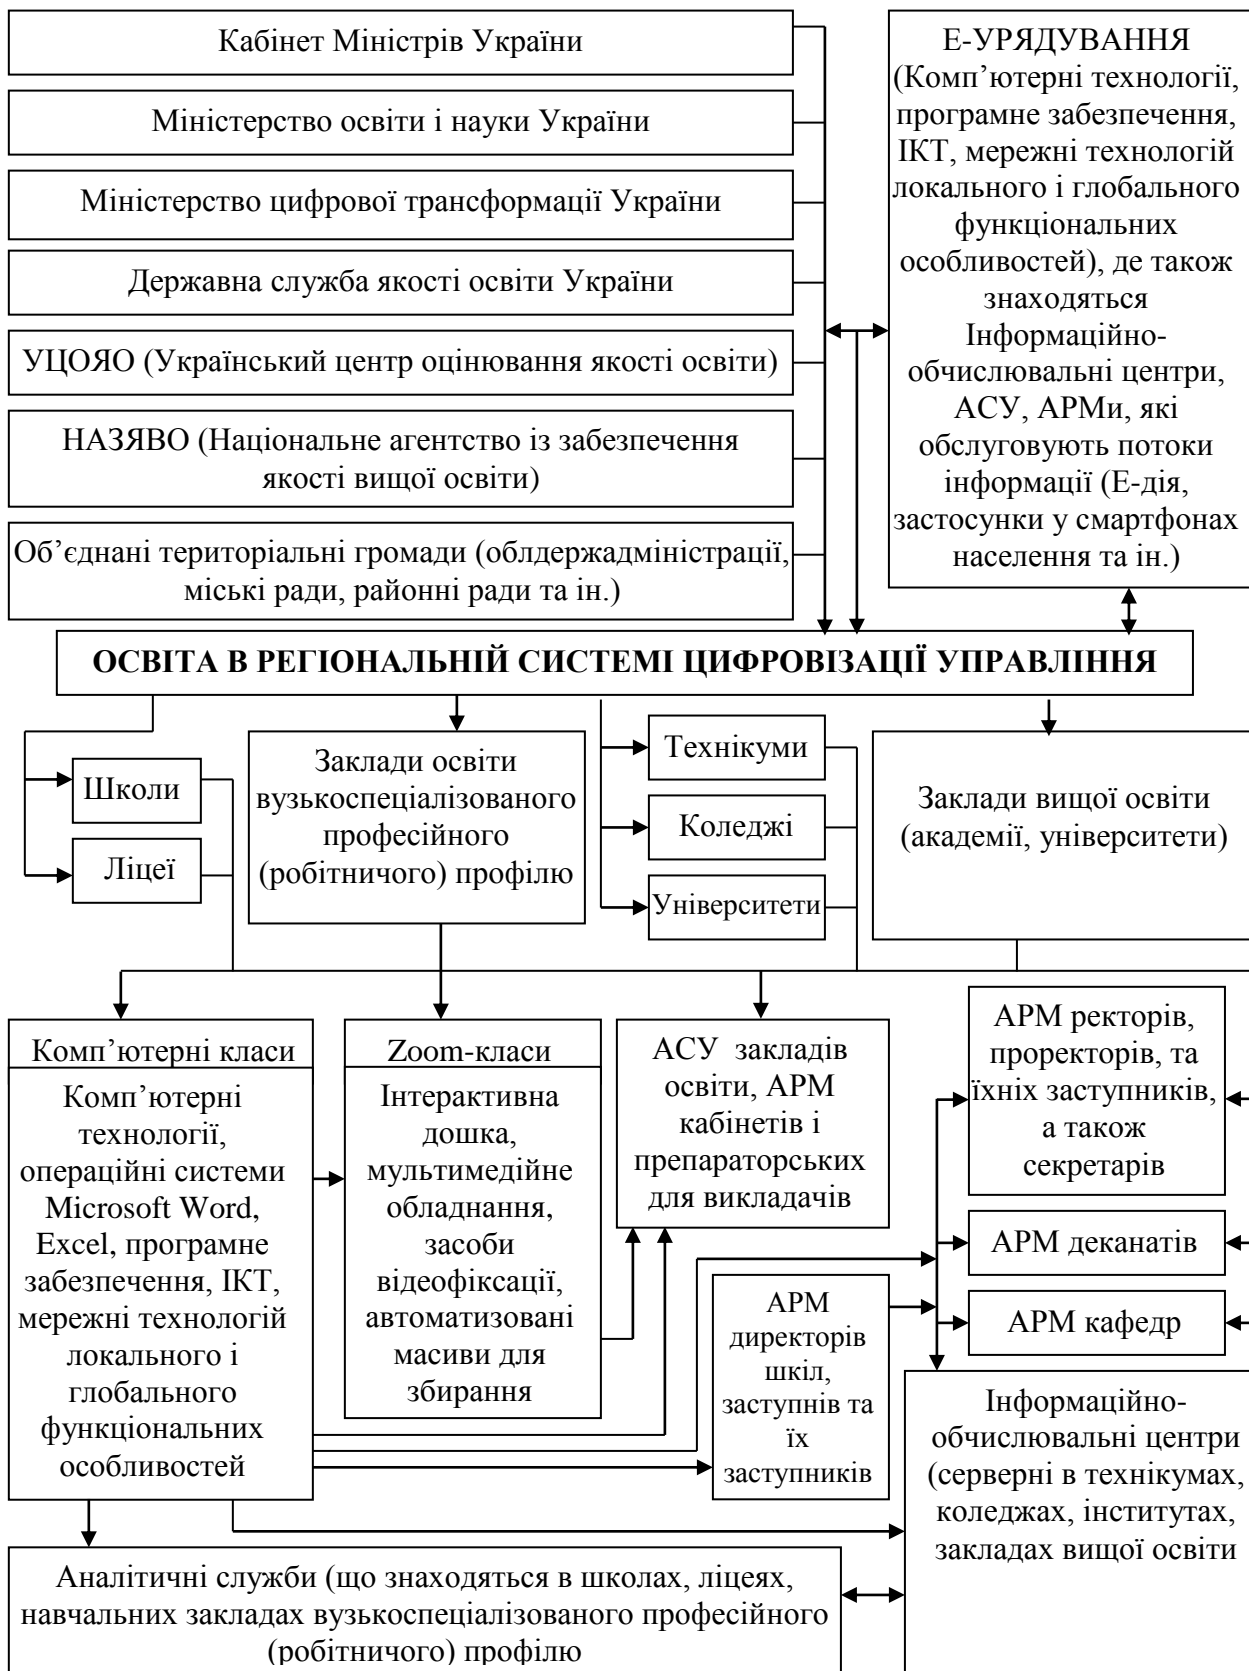 Кабінет Міністрів України
Міністерство освіти і науки України
Міністерство цифрової трансформації України
Державна служба якості освіти України
УЦОЯО (Український центр оцінювання якості освіти)
НАЗЯВО (Національне агентство із забезпечення
якості вищої освіти)
Об’єднані територіальні громади (облдержадміністрації,
міські ради, районні ради та ін.)
Е-УРЯДУВАННЯ
(Комп’ютерні технології,
програмне забезпечення,
ІКТ, мережні технологій
локального і глобального
функціональних
особливостей), де також
знаходяться
Інформаційно-
обчислювальні центри,
АСУ, АРМи, які
обслуговують потоки
інформації (Е-дія,
застосунки у смартфонах
населення та ін.)
ОСВІТА В РЕГІОНАЛЬНІЙ СИСТЕМІ ЦИФРОВІЗАЦІЇ УПРАВЛІННЯ
Школи
Ліцеї
Заклади освіти
вузькоспеціалізованого
професійного
(робітничого) профілю
Технікуми
Коледжі
Університети
Заклади вищої освіти
(академії, університети)
Комп’ютерні класи
Комп’ютерні
технології,
операційні системи
Microsoft Word,
Excel, програмне
забезпечення, ІКТ,
мережні технологій
локального і
глобального
функціональних
особливостей
Zoom-класи
Інтерактивна
дошка,
мультимедійне
обладнання,
засоби
відеофіксації,
автоматизовані
масиви для
збирання
АСУ закладів
освіти, АРМ
кабінетів і
препараторських
для викладачів
АРМ
директорів
шкіл,
заступнів та
їх
заступників
АРМ ректорів,
проректорів, та
їхніх заступників,
а також
секретарів
АРМ деканатів
АРМ кафедр
Інформаційно-
обчислювальні центри
(серверні в технікумах,
коледжах, інститутах,
закладах вищої освіти
Аналітичні служби (що знаходяться в школах, ліцеях,
навчальних закладах вузькоспеціалізованого професійного
(робітничого) профілю